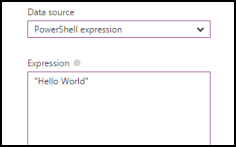 Data source
PowerShell expression
Expression
"Hello World"